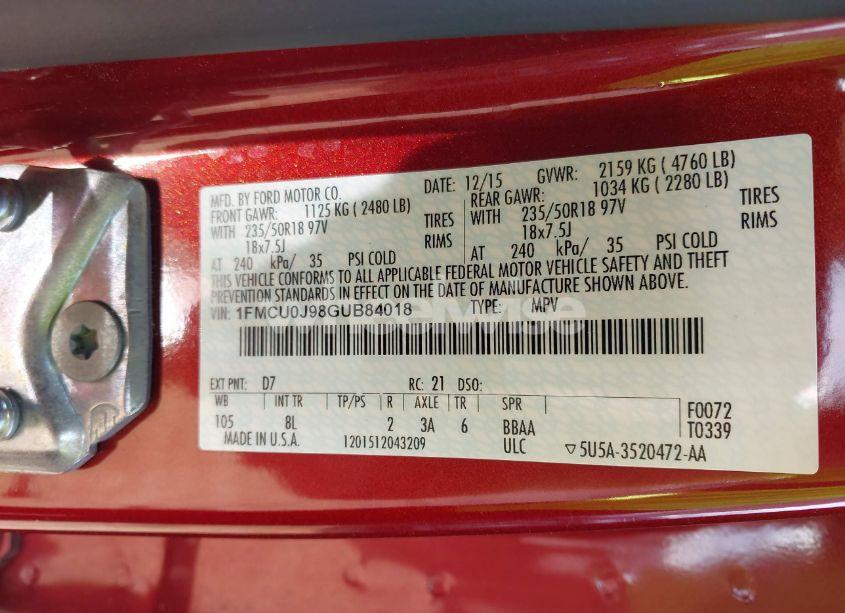 MFD. BY FORD MOTOR CO. DATE: 12/15 GVWR: 2159 KG ( 4760 LB)
FRONT GAWR: 1125 KG ( 2480 LB) REAR GAWR: 1034 KG ( 2280 LB)
WITH 235/50R18 97V TIRES WITH 235/50R18 97V TIRES
18x7.5J RIMS 18x7.5J RIMS
AT 240 kPa/ 35 PSI COLD AT 240 kPa/ 35 PSI COLD
THIS VEHICLE CONFORMS TO ALL APPLICABLE FEDERAL MOTOR VEHICLE SAFETY AND THEFT
PREVENTION STANDARDS IN EFFECT ON THE DATE OF MANUFACTURE SHOWN ABOVE.
VIN: 1FMCU0J98GUB84018 TYPE: MPV
EXT PNT: D7 RC: 21 DSO:
WB INT TR TP/PS R AXLE TR SPR
105 8L 2 3A 6 BBAA F0072
ULC T0339
MADE IN U.S.A. 1201512043209 ▽5U5A-3520472-AA